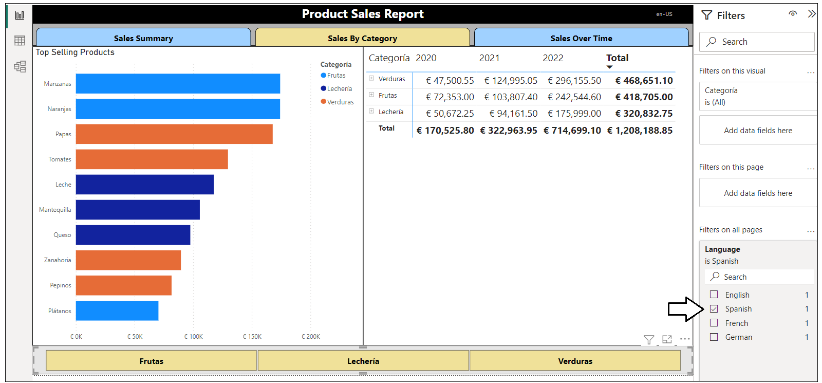 Product Sales Report
en-US
Sales Summary
Sales By Category
Sales Over Time
Top Selling Products
Categoría
Frutas
Lechería
Verduras
Manzanas
Naranjas
Papas
Tomates
Leche
Mantequilla
Queso
Zanahoria
Pepinos
Plátanos
€ 0K € 50K € 100K € 150K € 200K
Categoría 2020 2021 2022 Total
Verduras € 47,500.55 € 124,995.05 € 296,155.50 € 468,651.10
Frutas € 72,353.00 € 103,807.40 € 242,544.60 € 418,705.00
Lechería € 50,672.25 € 94,161.50 € 175,999.00 € 320,832.75
Total € 170,525.80 € 322,963.95 € 714,699.10 € 1,208,188.85
Frutas
Lechería
Verduras
Filters
Search
Filters on this visual
Categoría
is (All)
Add data fields here
Filters on this page
Add data fields here
Filters on all pages
Language
is Spanish
Search
English 1
Spanish 1
French 1
German 1